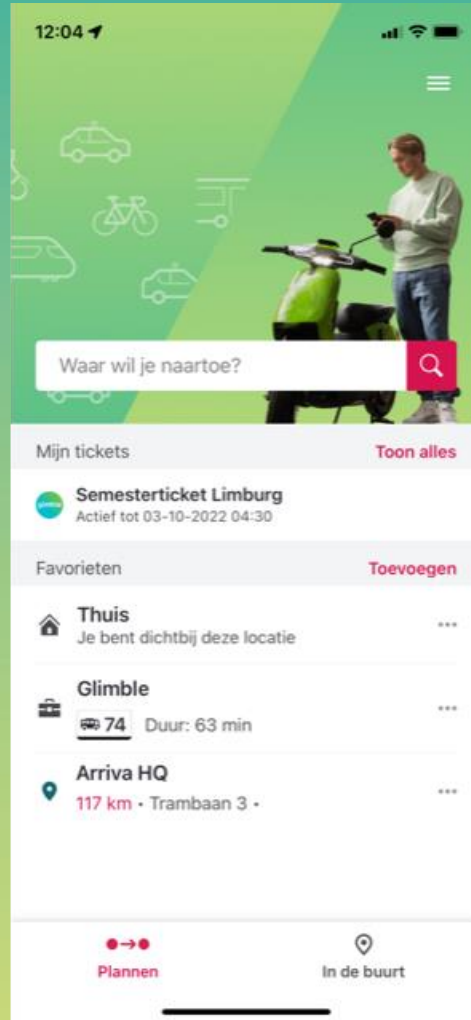 12:04
Waar wil je naartoe?
Mijn tickets
Toon alles
glimble
Semesterticket Limburg
Actief tot 03-10-2022 04:30
Favorieten
Toevoegen
Thuis
Je bent dichtbij deze locatie
...
Glimble
74 Duur: 63 min
...
Arriva HQ
117 km • Trambaan 3 •
...
Plannen
In de buurt